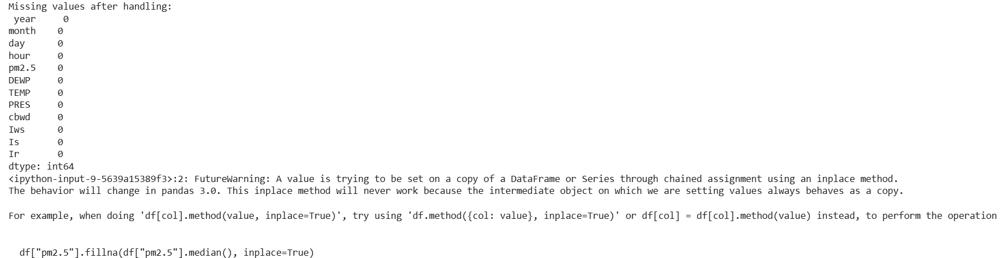 Missing values after handling:
 year     0
month    0
day      0
hour     0
pm2.5    0
DEWP     0
TEMP     0
PRES     0
cbwd     0
Iws      0
Is       0
Ir       0
dtype: int64
<ipython-input-9-5639a15389f3>:2: FutureWarning: A value is trying to be set on a copy of a DataFrame or Series through chained assignment using an inplace method.
The behavior will change in pandas 3.0. This inplace method will never work because the intermediate object on which we are setting values always behaves as a copy.

For example, when doing 'df[col].method(value, inplace=True)', try using 'df.method({col: value}, inplace=True)' or df[col] = df[col].method(value) instead, to perform the operation

  df["pm2.5"].fillna(df["pm2.5"].median(), inplace=True)